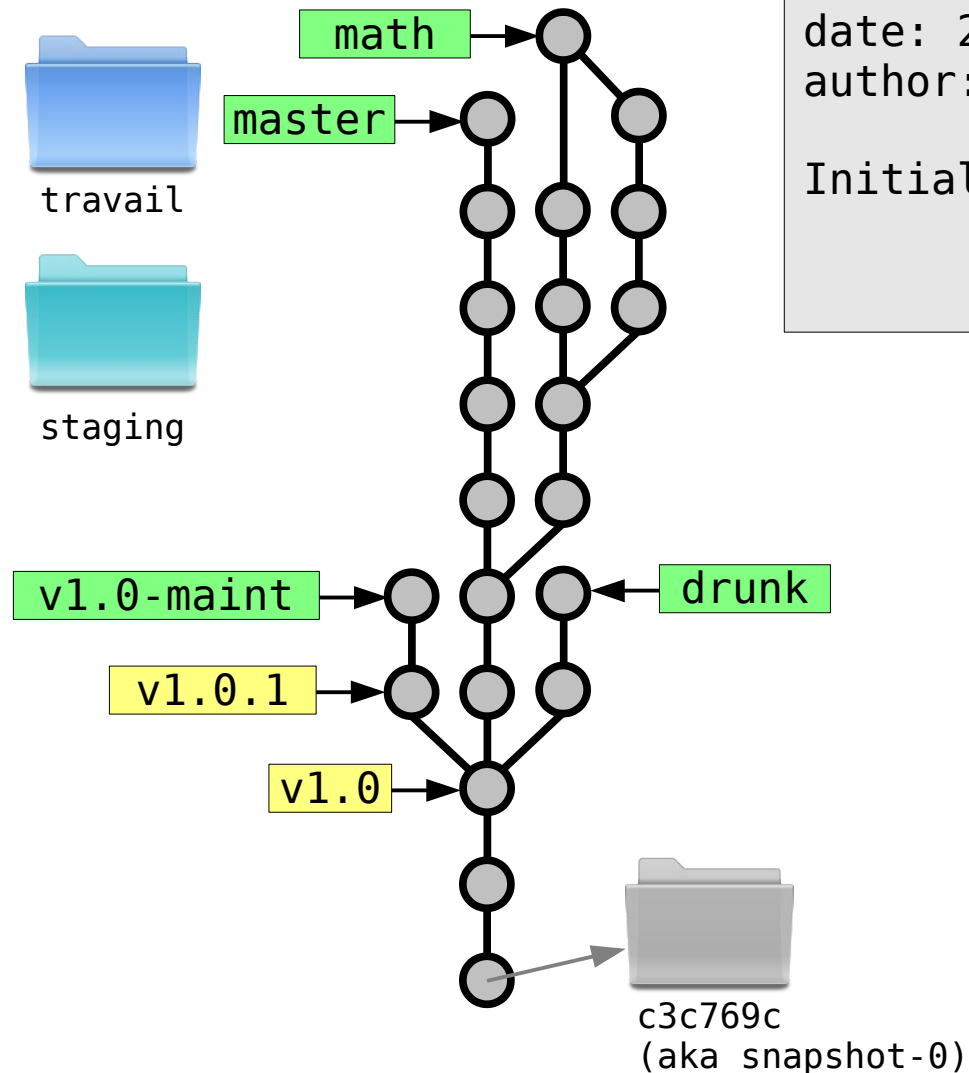 math
date: 2
author:
master
Initial
travail
staging
v1.0-maint
drunk
v1.0.1
v1.0
c3c769c
(aka snapshot-0)